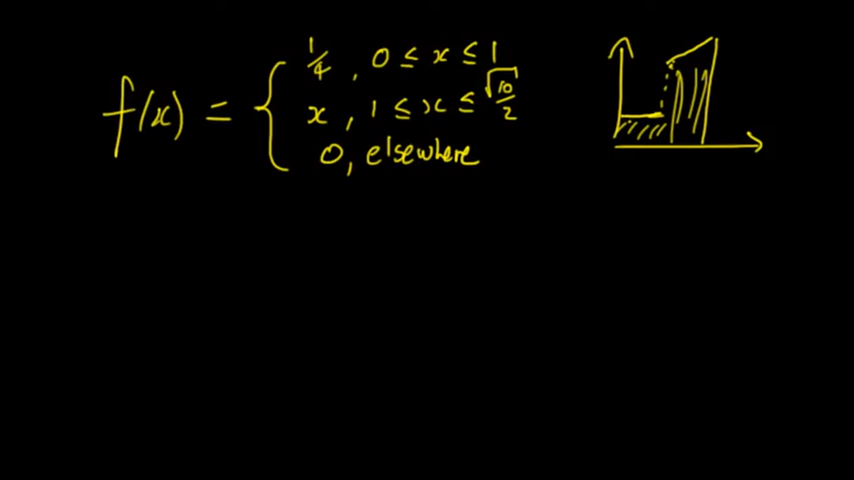 f(x) = { 1/4 , 0 ≤ x ≤ 1
x , 1 ≤ x ≤ √10/2
0, elsewhere